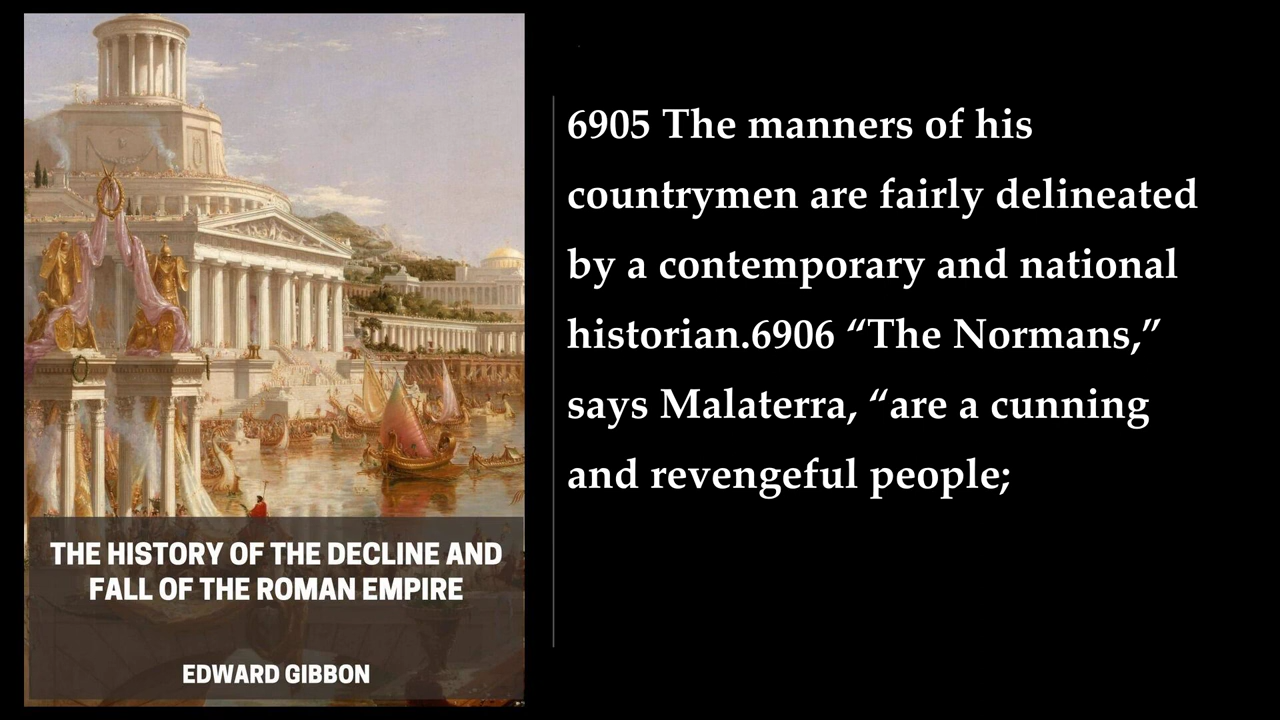 THE HISTORY OF THE DECLINE AND
FALL OF THE ROMAN EMPIRE
EDWARD GIBBON
6905 The manners of his
countrymen are fairly delineated
by a contemporary and national
historian.6906 “The Normans,”
says Malaterra, “are a cunning
and revengeful people;